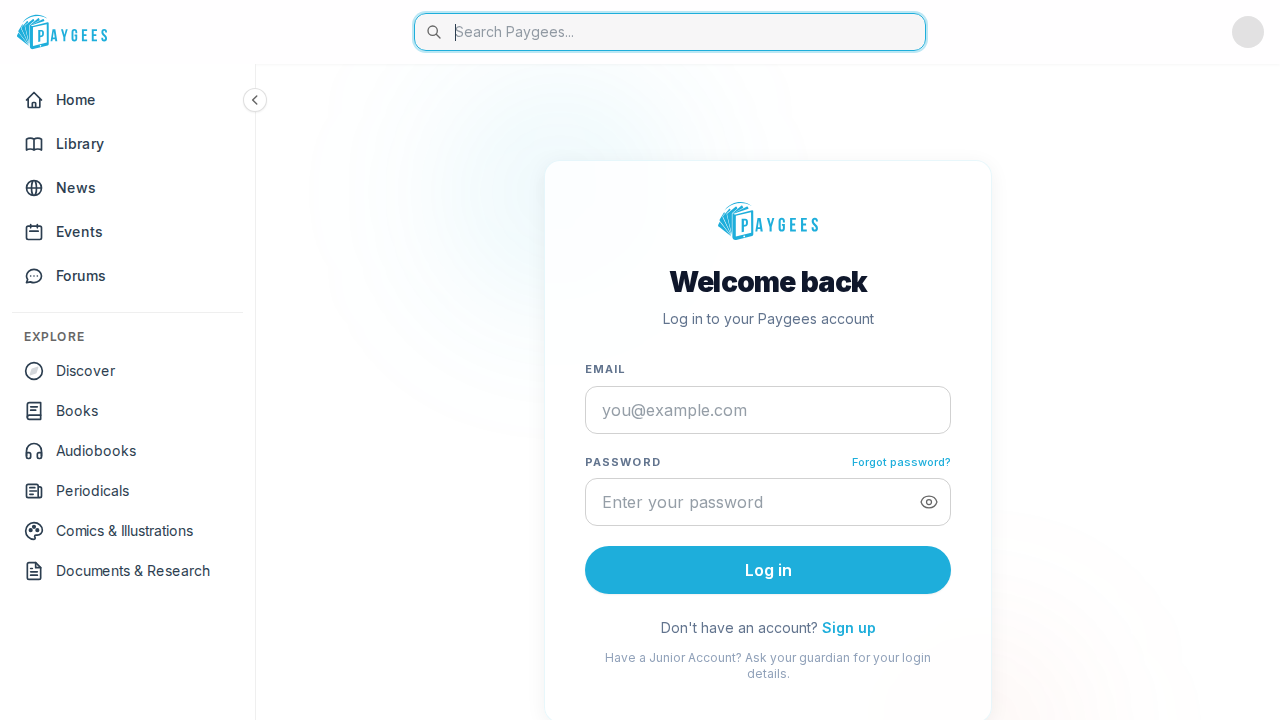 PAYGEES
Search Paygees...
Home
Library
News
Events
Forums
EXPLORE
Discover
Books
Audiobooks
Periodicals
Comics & Illustrations
Documents & Research
PAYGEES
Welcome back
Log in to your Paygees account
EMAIL
you@example.com
PASSWORD Forgot password?
Enter your password
Log in
Don't have an account? Sign up
Have a Junior Account? Ask your guardian for your login
details.